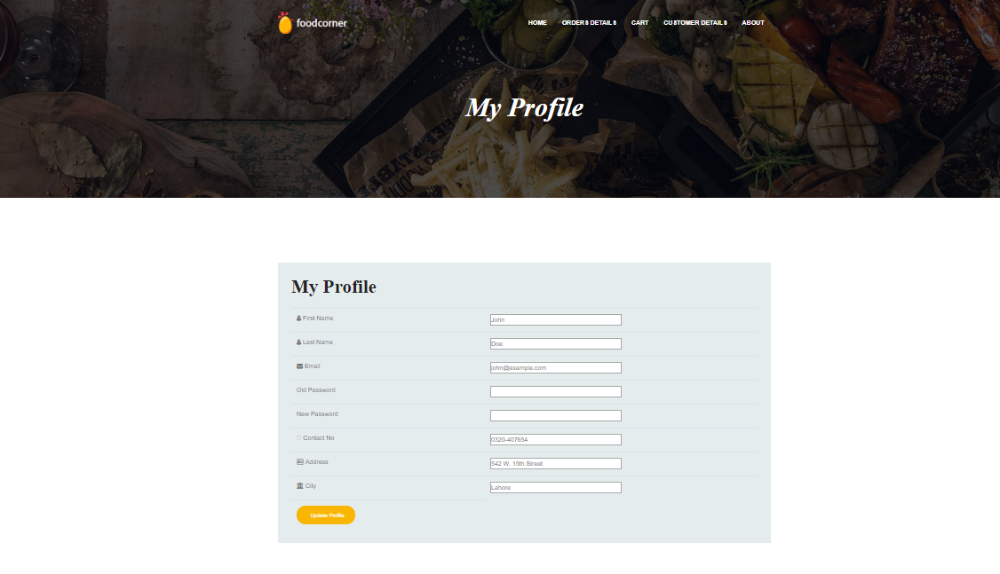 foodcorner
HOME ORDERS DETAILS CART CUSTOMER DETAILS ABOUT
My Profile
My Profile
First Name John
Last Name Doe
Email john@example.com
Old Password
New Password
Contact No 0320-407654
Address 542 W. 15th Street
City Lahore
Update Profile